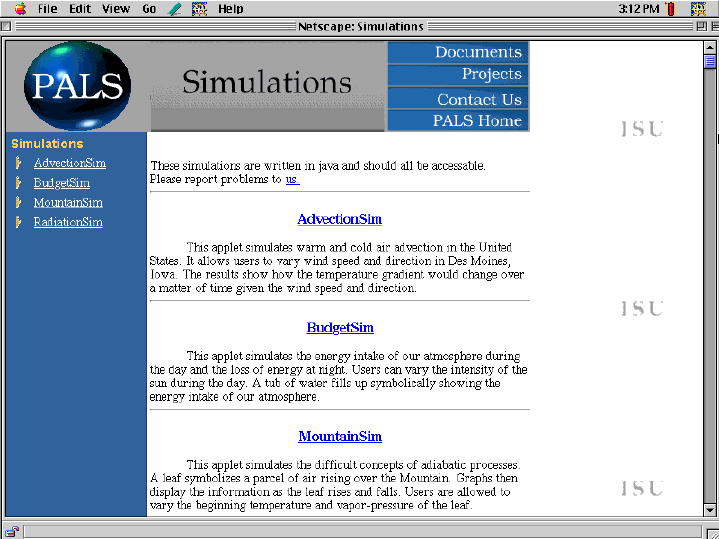 File Edit View Go Help 3:12 PM
Netscape: Simulations
PALS
Simulations
Documents
Projects
Contact Us
PALS Home
Simulations
AdvectionSim
BudgetSim
MountainSim
RadiationSim
These simulations are written in java and should all be accessable.
Please report problems to us.
AdvectionSim
This applet simulates warm and cold air advection in the United
States. It allows users to vary wind speed and direction in Des Moines,
Iowa. The results show how the temperature gradient would change over
a matter of time given the wind speed and direction.
BudgetSim
This applet simulates the energy intake of our atmosphere during
the day and the loss of energy at night. Users can vary the intensity of the
sun during the day. A tub of water fills up symbolically showing the
energy intake of our atmosphere.
MountainSim
This applet simulates the difficult concepts of adiabatic processes.
A leaf symbolizes a parcel of air rising over the Mountain. Graphs then
display the information as the leaf rises and falls. Users are allowed to
vary the beginning temperature and vapor-pressure of the leaf.
ISU
ISU
ISU